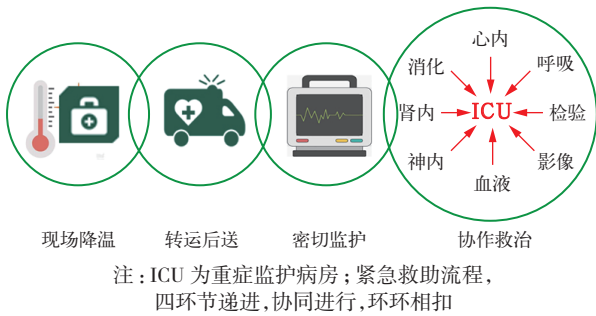 心内
消化
呼吸
肾内
ICU
检验
神内
影像
血液
现场降温
转运后送
密切监护
协作救治
注:ICU为重症监护病房;紧急救助流程,
四环节递进,协同进行,环环相扣